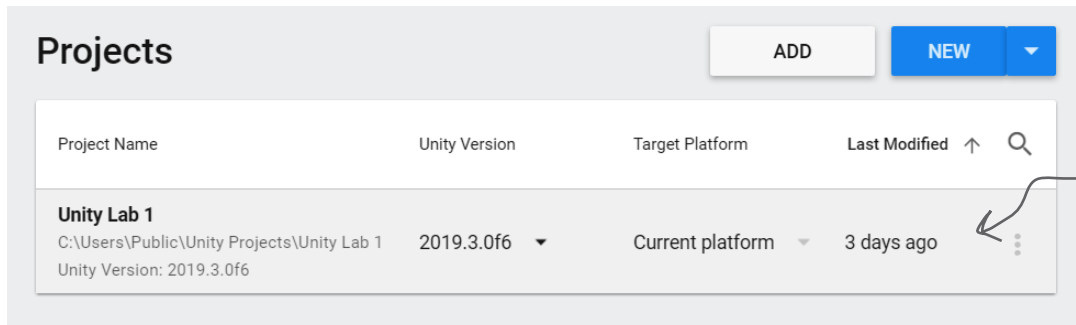 Projects
ADD
NEW
Project Name
Unity Version
Target Platform
Last Modified
Unity Lab 1
C:\Users\Public\Unity Projects\Unity Lab 1
Unity Version: 2019.3.0f6
2019.3.0f6
Current platform
3 days ago